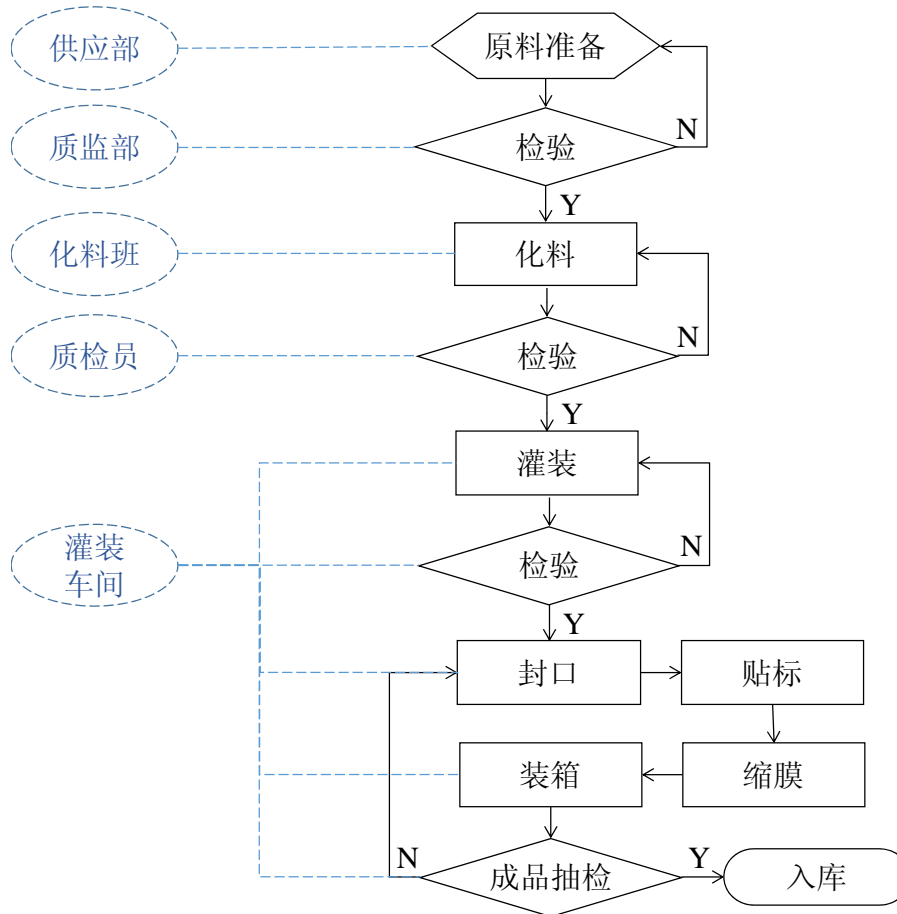 供应部
原料准备
N
质监部
检验
Y
化料班
化料
N
质检员
检验
Y
灌装
灌装
车间
检验
N
Y
封口
贴标
装箱
缩膜
N
成品抽检
Y
入库